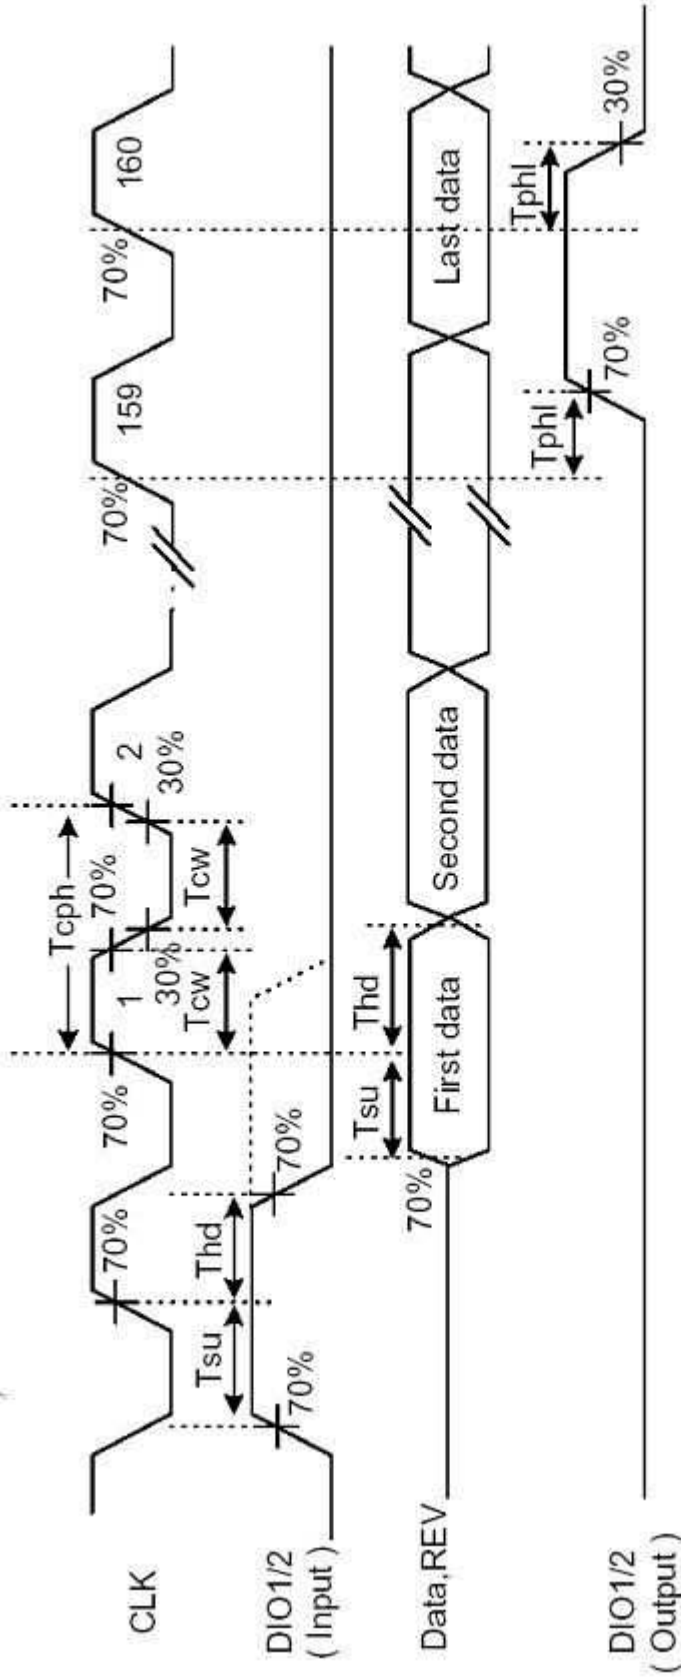 CLK
70%
70%
1
70%
30%
Tcph
2
30%
70%
159
70%
160
Tcw
Tcw
DIO1/2
( Input )
70%
Tsu
Thd
70%
Data,REV
70%
Tsu
Thd
First data
Second data
Last data
DIO1/2
( Output )
Tphl
70%
Tphl
30%